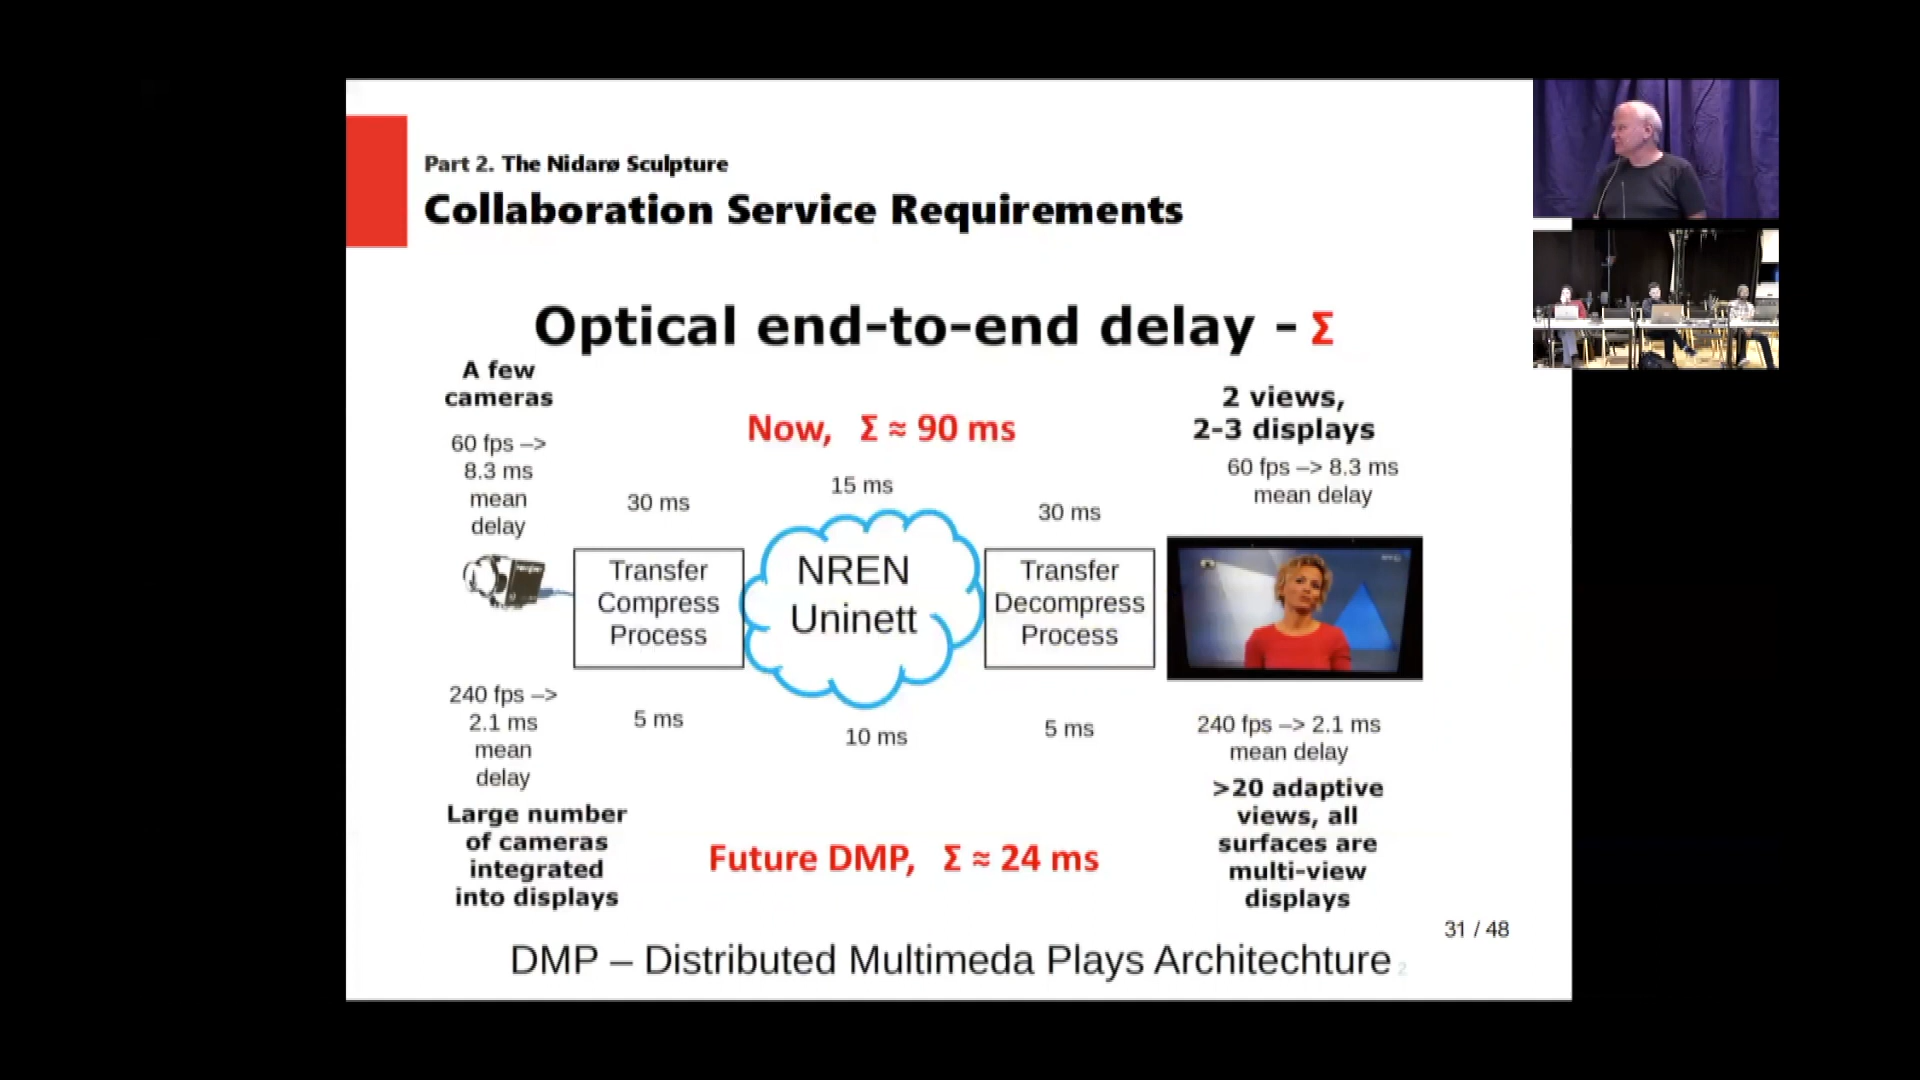 Part 2. The Nidarø Sculpture
Collaboration Service Requirements
Optical end-to-end delay - Σ
A few
cameras
60 fps –>
8.3 ms
mean
delay
30 ms
Now, Σ ≈ 90 ms
15 ms
30 ms
2 views,
2-3 displays
60 fps –> 8.3 ms
mean delay
Transfer
Compress
Process
NREN
Uninett
Transfer
Decompress
Process
240 fps –>
2.1 ms
mean
delay
5 ms
10 ms
5 ms
240 fps –> 2.1 ms
mean delay
Large number
of cameras
integrated
into displays
Future DMP, Σ ≈ 24 ms
>20 adaptive
views, all
surfaces are
multi-view
displays
31 / 48
DMP – Distributed Multimeda Plays Architechture
2